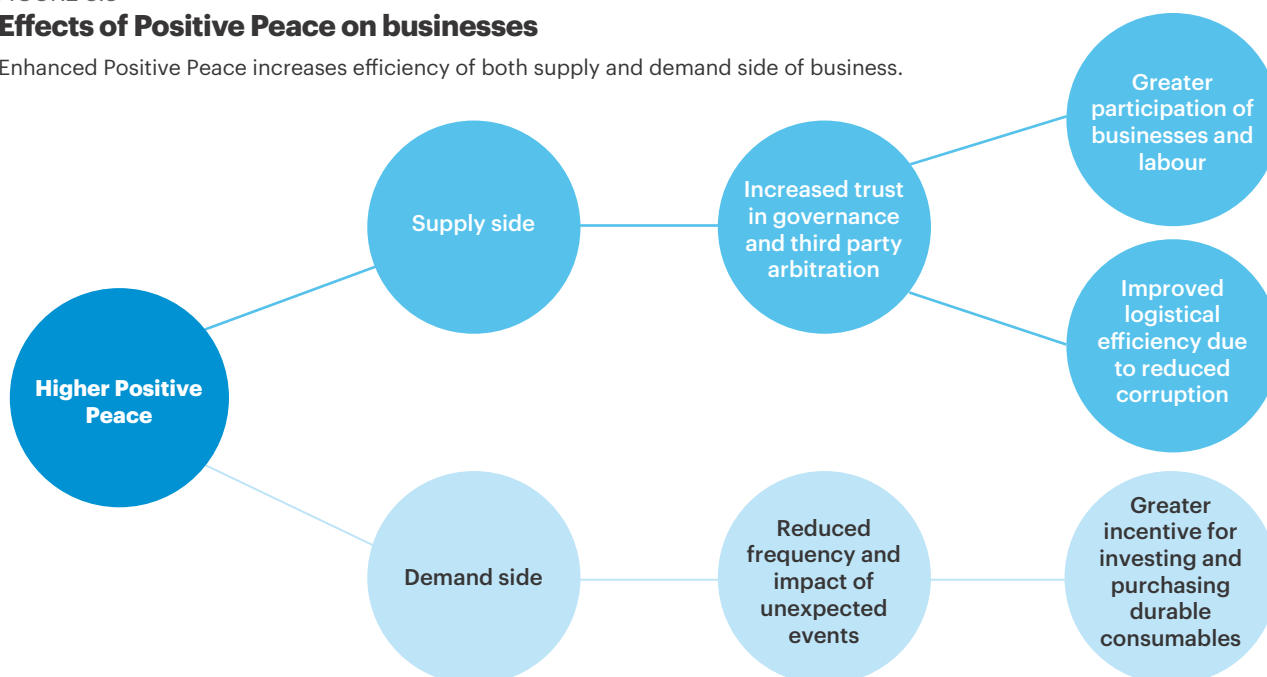 Effects of Positive Peace on businesses
Enhanced Positive Peace increases efficiency of both supply and demand side of business.
Greater
participation of
businesses and
labour
Increased trust
in governance
and third party
arbitration
Supply side
Improved
logistical
efficiency due
to reduced
corruption
Higher Positive
Peace
Demand side
Reduced
frequency and
impact of
unexpected
events
Greater
incentive for
investing and
purchasing
durable
consumables